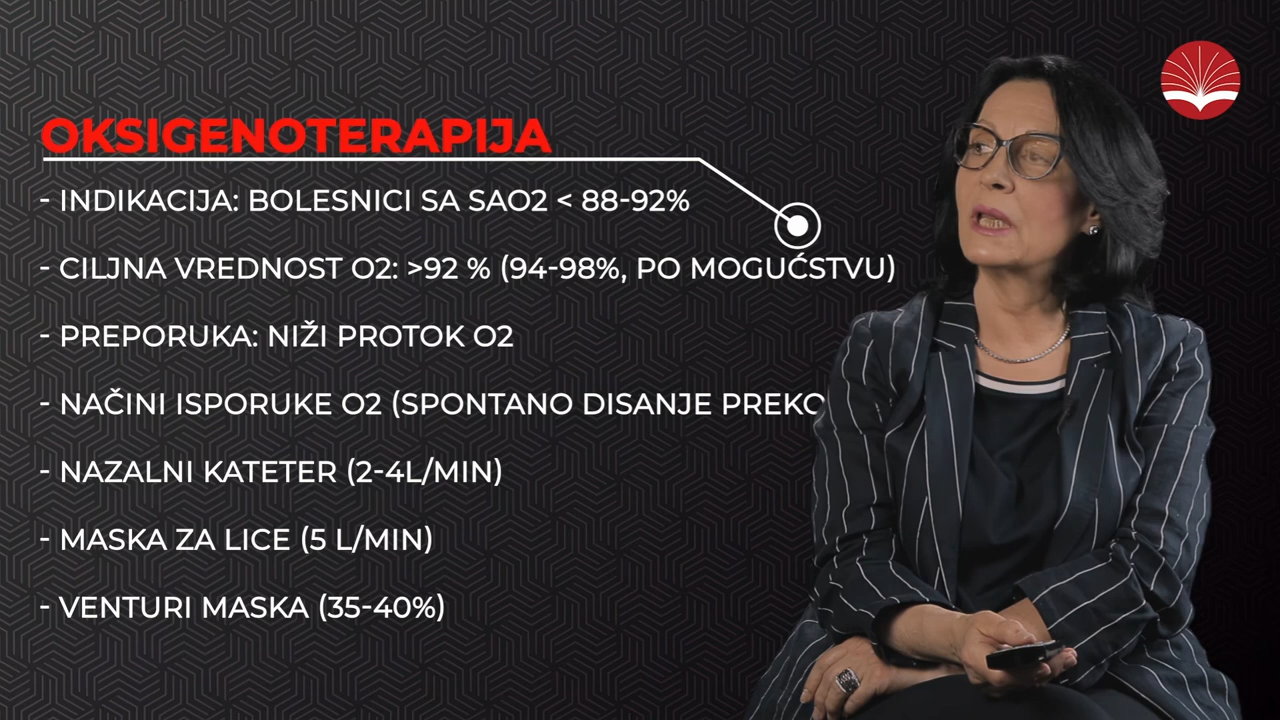 OKSIGENOTERAPIJA
- INDIKACIJA: BOLESNICI SA SAO2 < 88-92%
- CILJNA VREDNOST O2: >92 % (94-98%, PO MOGUĆSTVU)
- PREPORUKA: NIŽI PROTOK O2
- NAČINI ISPORUKE O2 (SPONTANO DISANJE PREKO
- NAZALNI KATETER (2-4L/MIN)
- MASKA ZA LICE (5 L/MIN)
- VENTURI MASKA (35-40%)